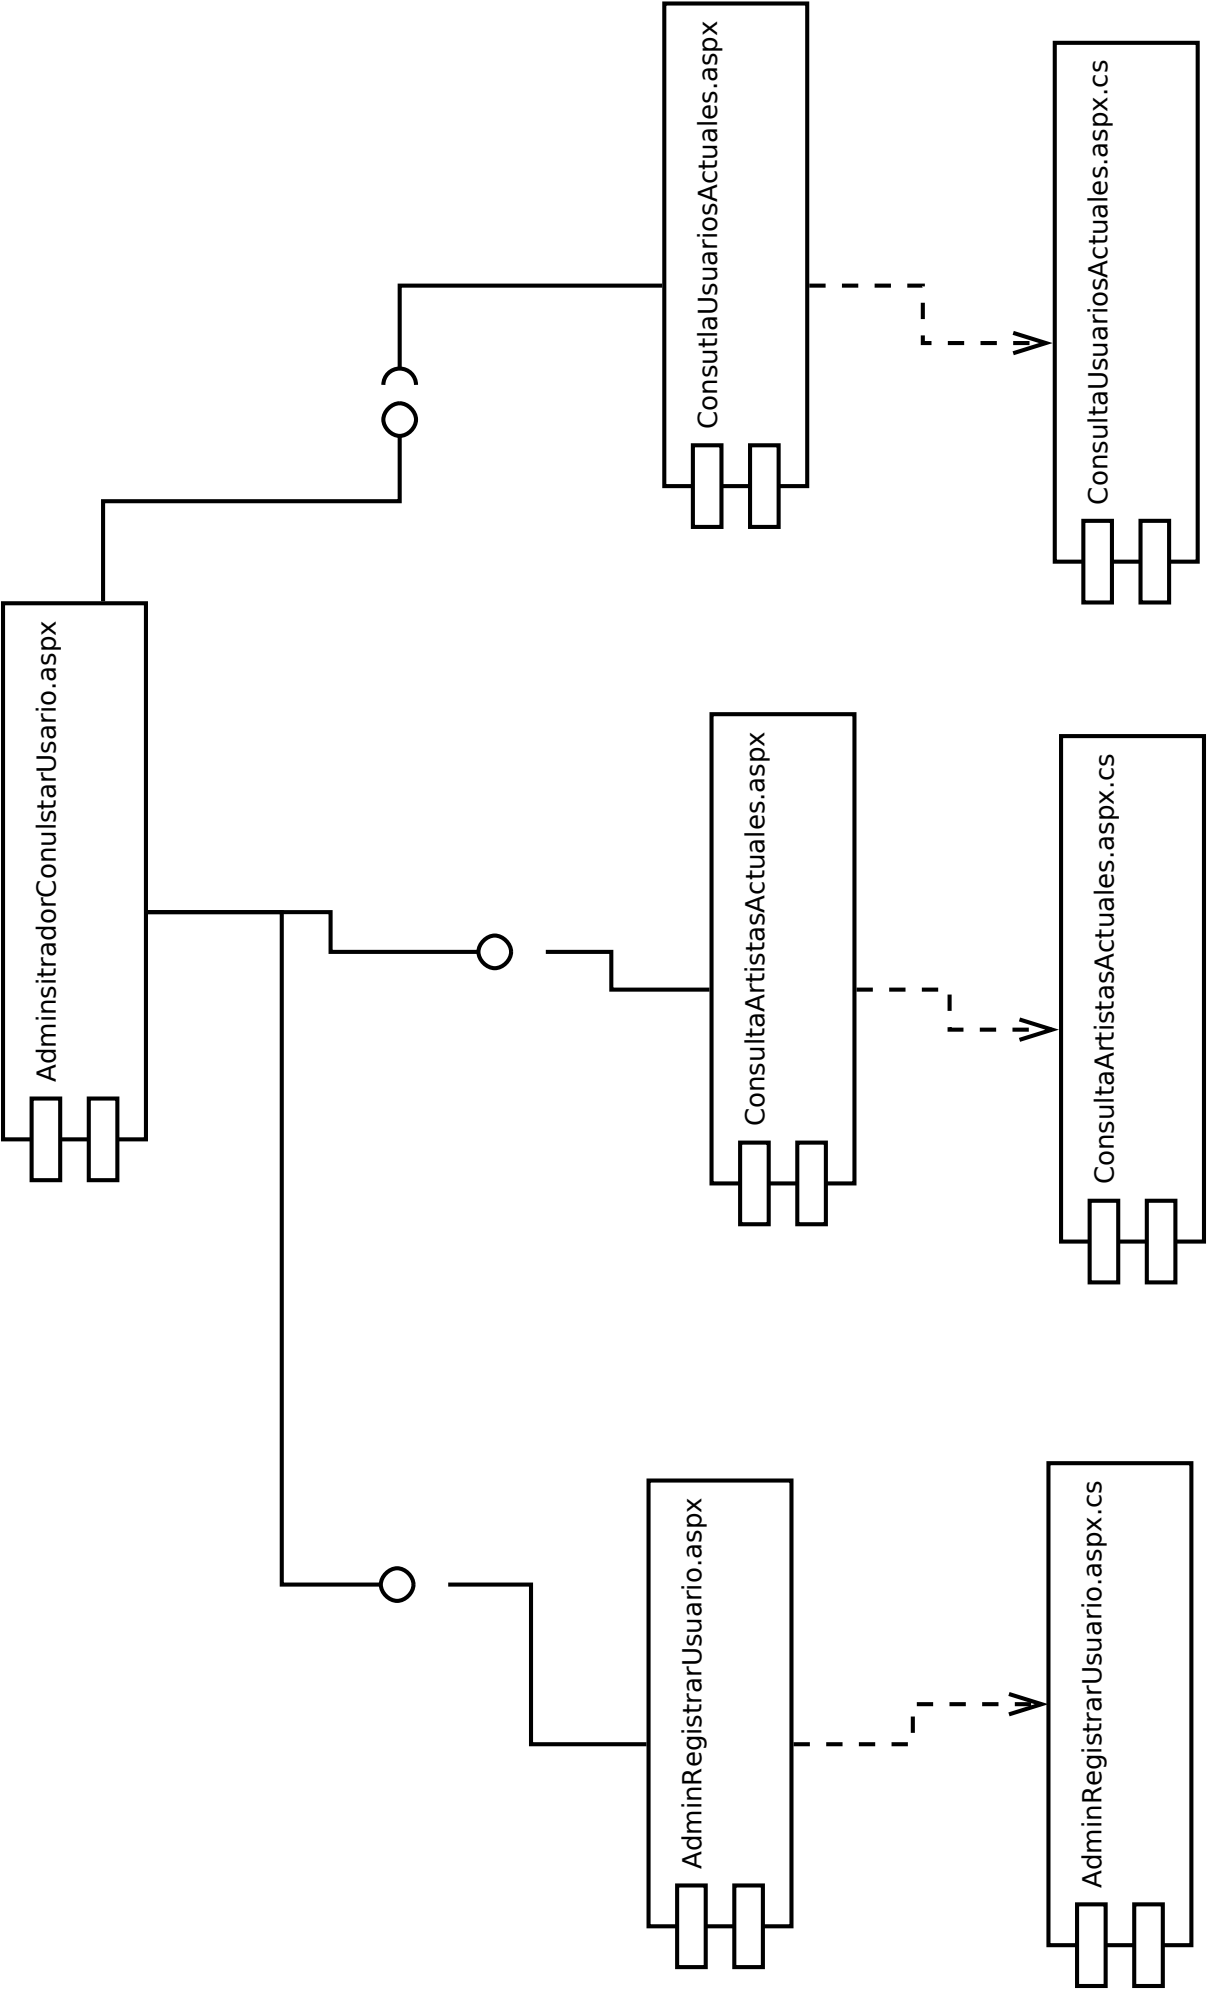 AdminsitradorConulstarUsario.aspx
AdminRegistrarUsuario.aspx
ConsultaArtistasActuales.aspx
ConsutlaUsuariosActuales.aspx
AdminRegistrarUsuario.aspx.cs
ConsultaArtistasActuales.aspx.cs
ConsultaUsuariosActuales.aspx.cs